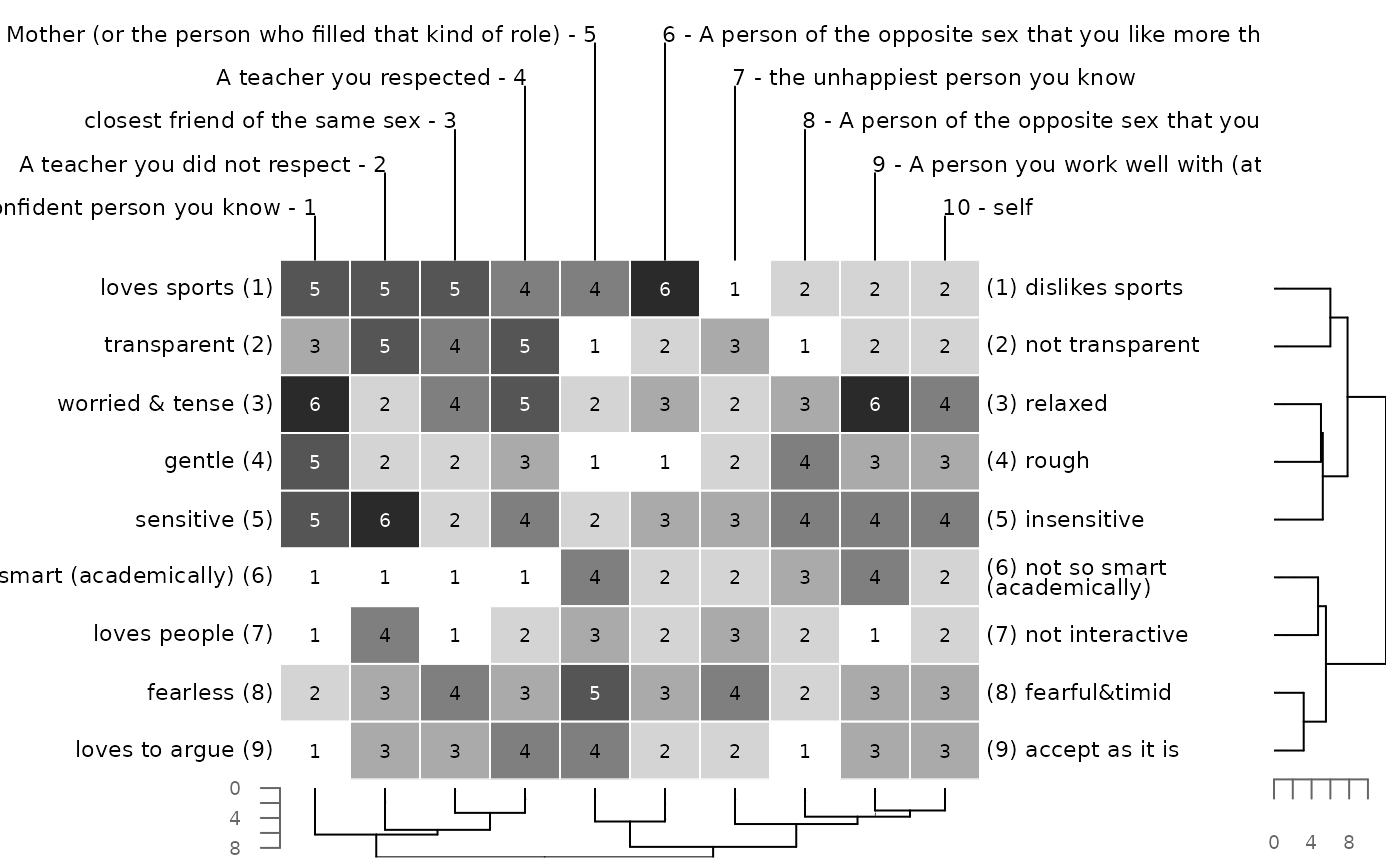 Mother (or the person who filled that kind of role) - 5
6 - A person of the opposite sex that you like more th
A teacher you respected - 4
7 - the unhappiest person you know
closest friend of the same sex - 3
8 - A person of the opposite sex that you
A teacher you did not respect - 2
9 - A person you work well with (at
onfident person you know - 1
10 - self
loves sports (1) 5 5 5 4 4 6 1 2 2 2 (1) dislikes sports
transparent (2) 3 5 4 5 1 2 3 1 2 2 (2) not transparent
worried & tense (3) 6 2 4 5 2 3 2 3 6 4 (3) relaxed
gentle (4) 5 2 2 3 1 1 2 4 3 3 (4) rough
sensitive (5) 5 6 2 4 2 3 3 4 4 4 (5) insensitive
smart (academically) (6) 1 1 1 1 4 2 2 3 4 2 (6) not so smart
(academically)
loves people (7) 1 4 1 2 3 2 3 2 1 2 (7) not interactive
fearless (8) 2 3 4 3 5 3 4 2 3 3 (8) fearful&timid
loves to argue (9) 1 3 3 4 4 2 2 1 3 3 (9) accept as it is
0
4
8
0 4 8